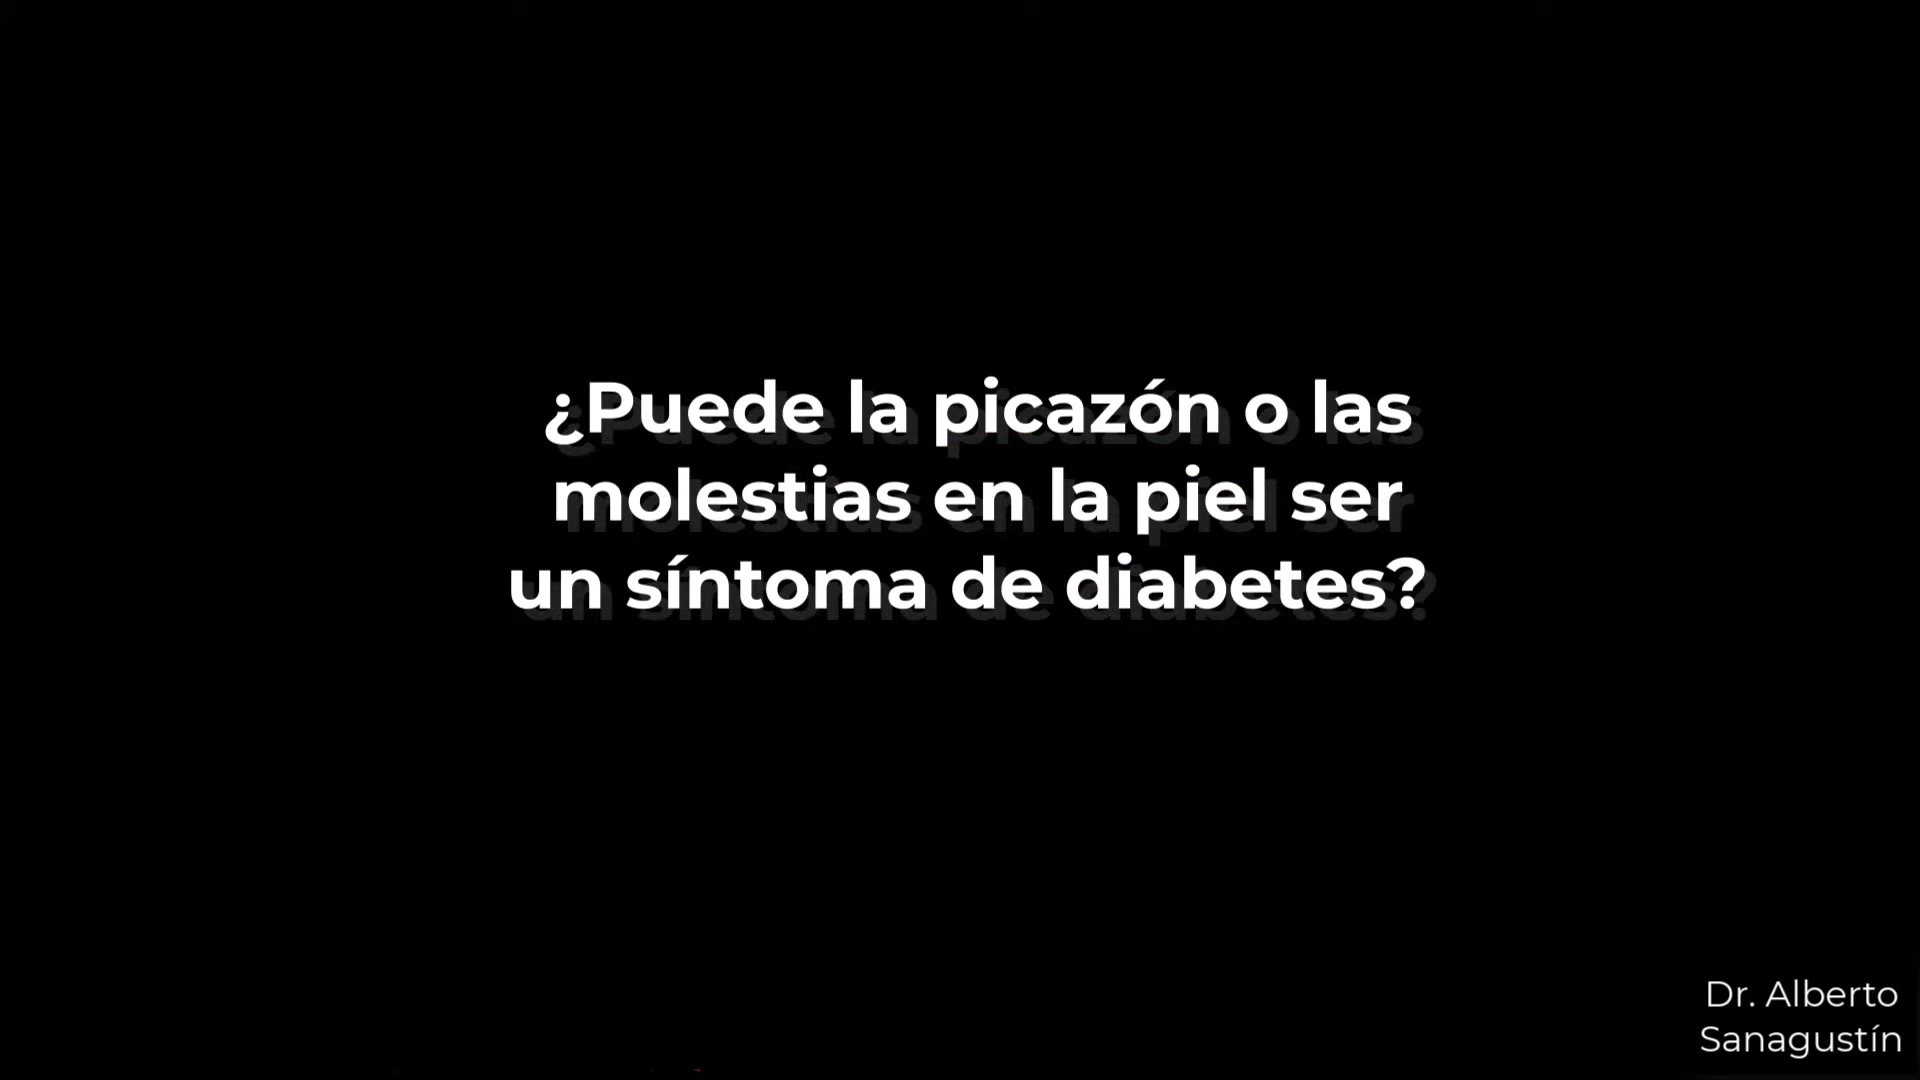 ¿Puede la picazón o las
molestias en la piel ser
un síntoma de diabetes?
Dr. Alberto
Sanagustín